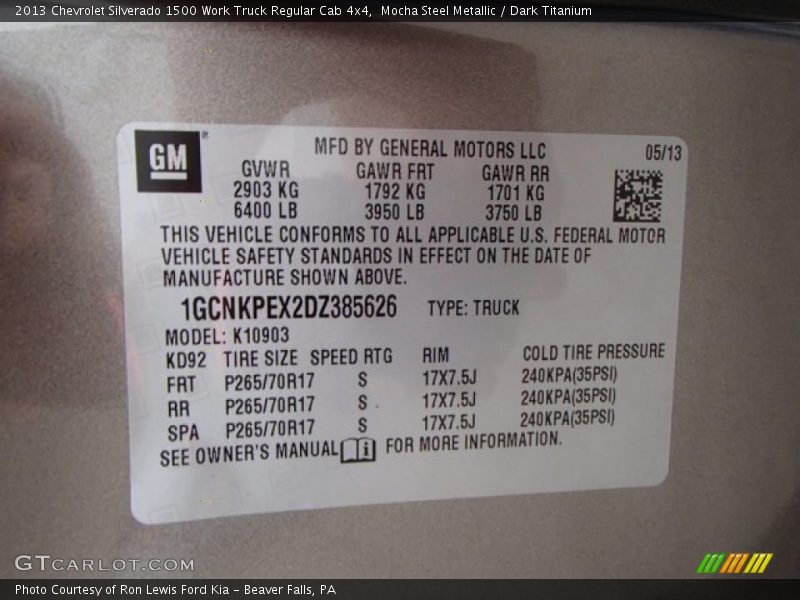 2013 Chevrolet Silverado 1500 Work Truck Regular Cab 4x4,  Mocha Steel Metallic / Dark Titanium
GM
MFD BY GENERAL MOTORS LLC 05/13
GVWR GAWR FRT GAWR RR
2903 KG 1792 KG 1701 KG
6400 LB 3950 LB 3750 LB
THIS VEHICLE CONFORMS TO ALL APPLICABLE U.S. FEDERAL MOTOR
VEHICLE SAFETY STANDARDS IN EFFECT ON THE DATE OF
MANUFACTURE SHOWN ABOVE.
1GCNKPEX2DZ385626 TYPE: TRUCK
MODEL: K10903
KD92 TIRE SIZE SPEED RTG RIM COLD TIRE PRESSURE
FRT P265/70R17 S 17X7.5J 240KPA(35PSI)
RR P265/70R17 S 17X7.5J 240KPA(35PSI)
SPA P265/70R17 S 17X7.5J 240KPA(35PSI)
SEE OWNER'S MANUAL i FOR MORE INFORMATION.
GTCARLOT.COM
Photo Courtesy of Ron Lewis Ford Kia – Beaver Falls, PA